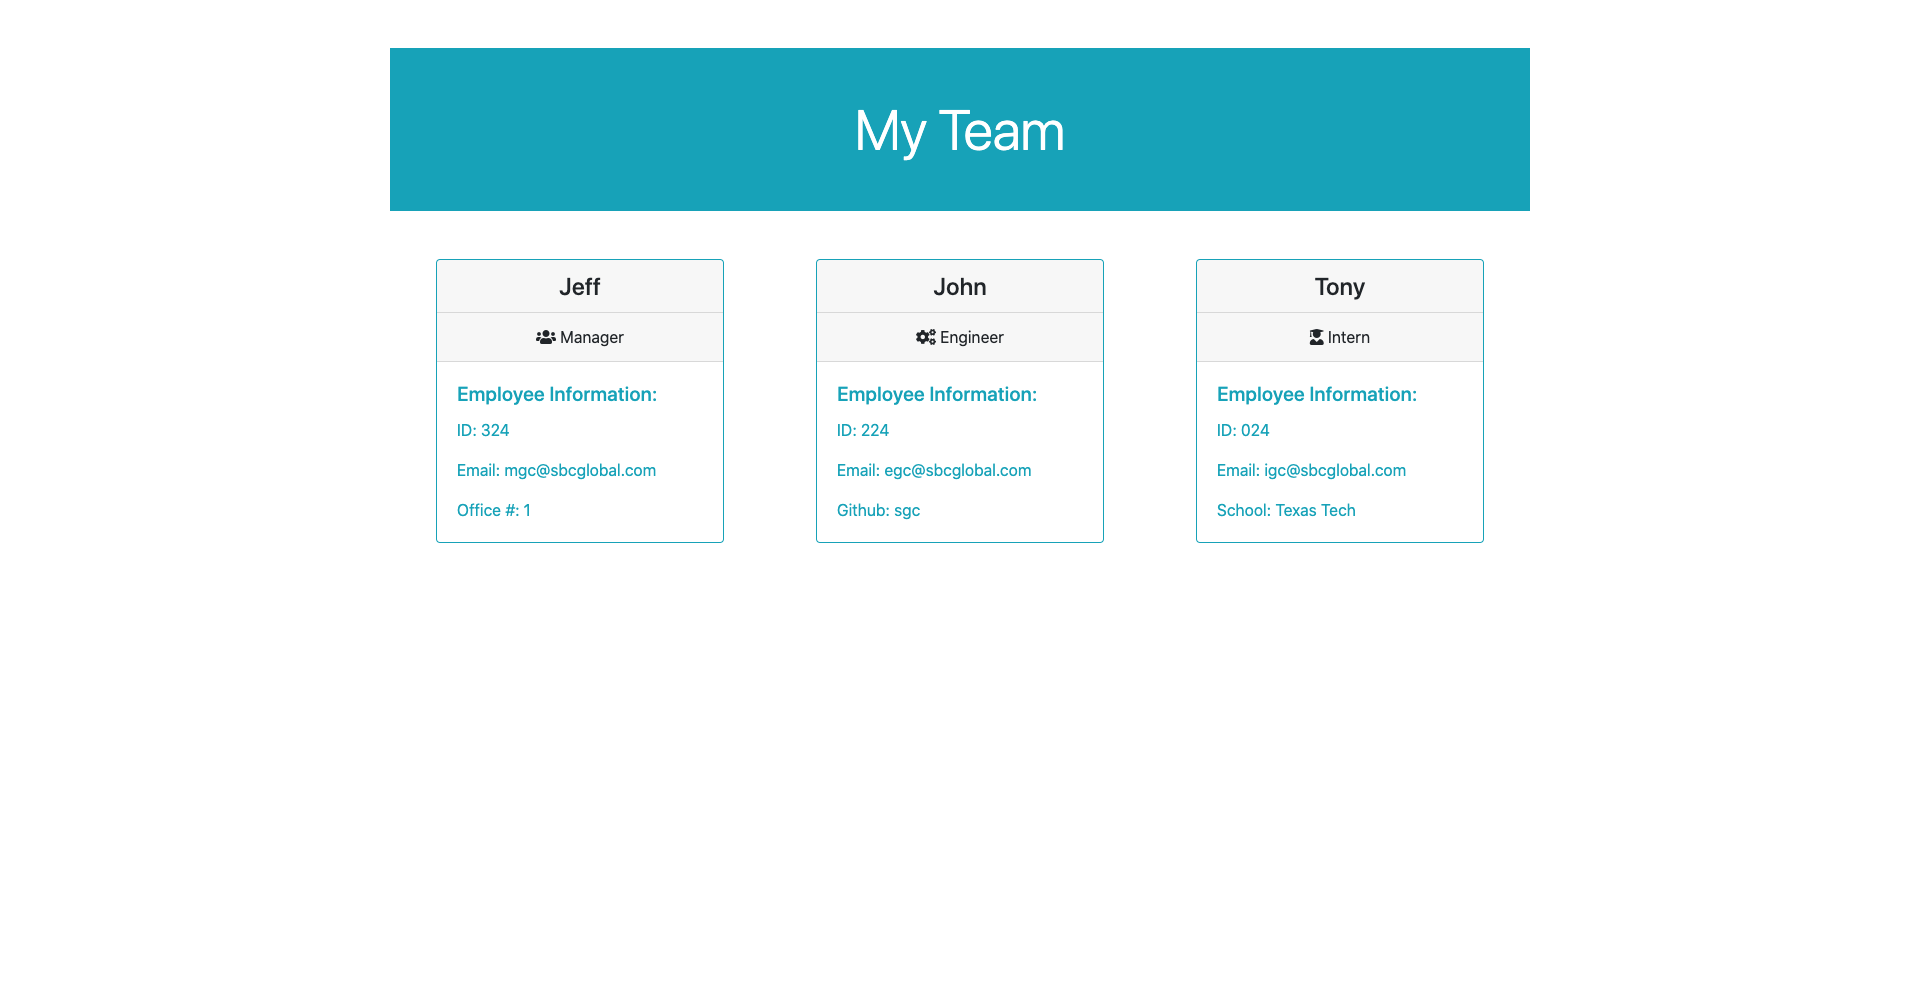 My Team
Jeff
Manager
Employee Information:
ID: 324
Email: mgc@sbcglobal.com
Office #: 1
John
Engineer
Employee Information:
ID: 224
Email: egc@sbcglobal.com
Github: sgc
Tony
Intern
Employee Information:
ID: 024
Email: igc@sbcglobal.com
School: Texas Tech